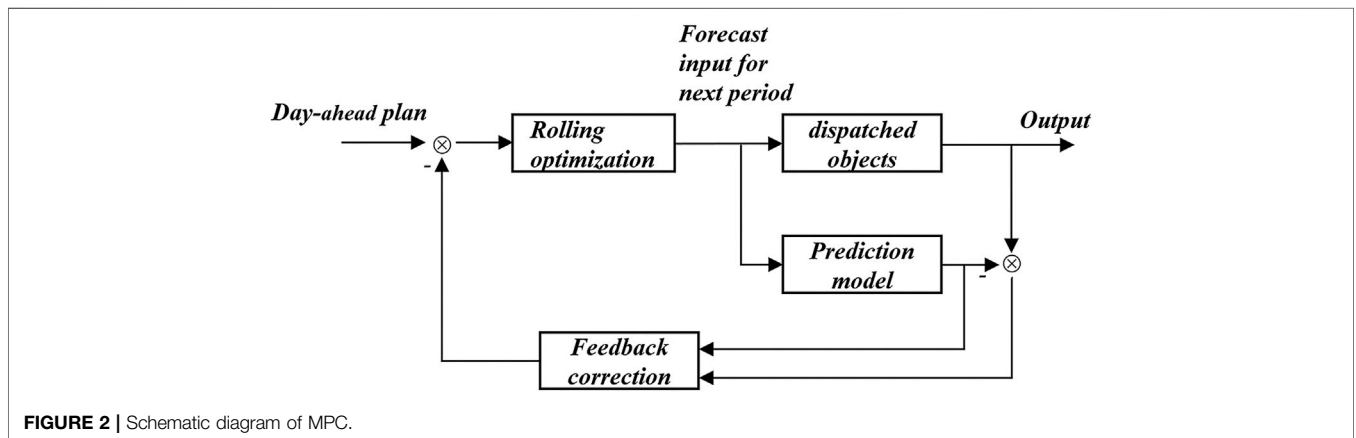 Forecast
input for
next period
Day-ahead plan
Rolling
optimization
dispatched
objects
Output
-
Prediction
model
-
Feedback
correction
FIGURE 2 | Schematic diagram of MPC.